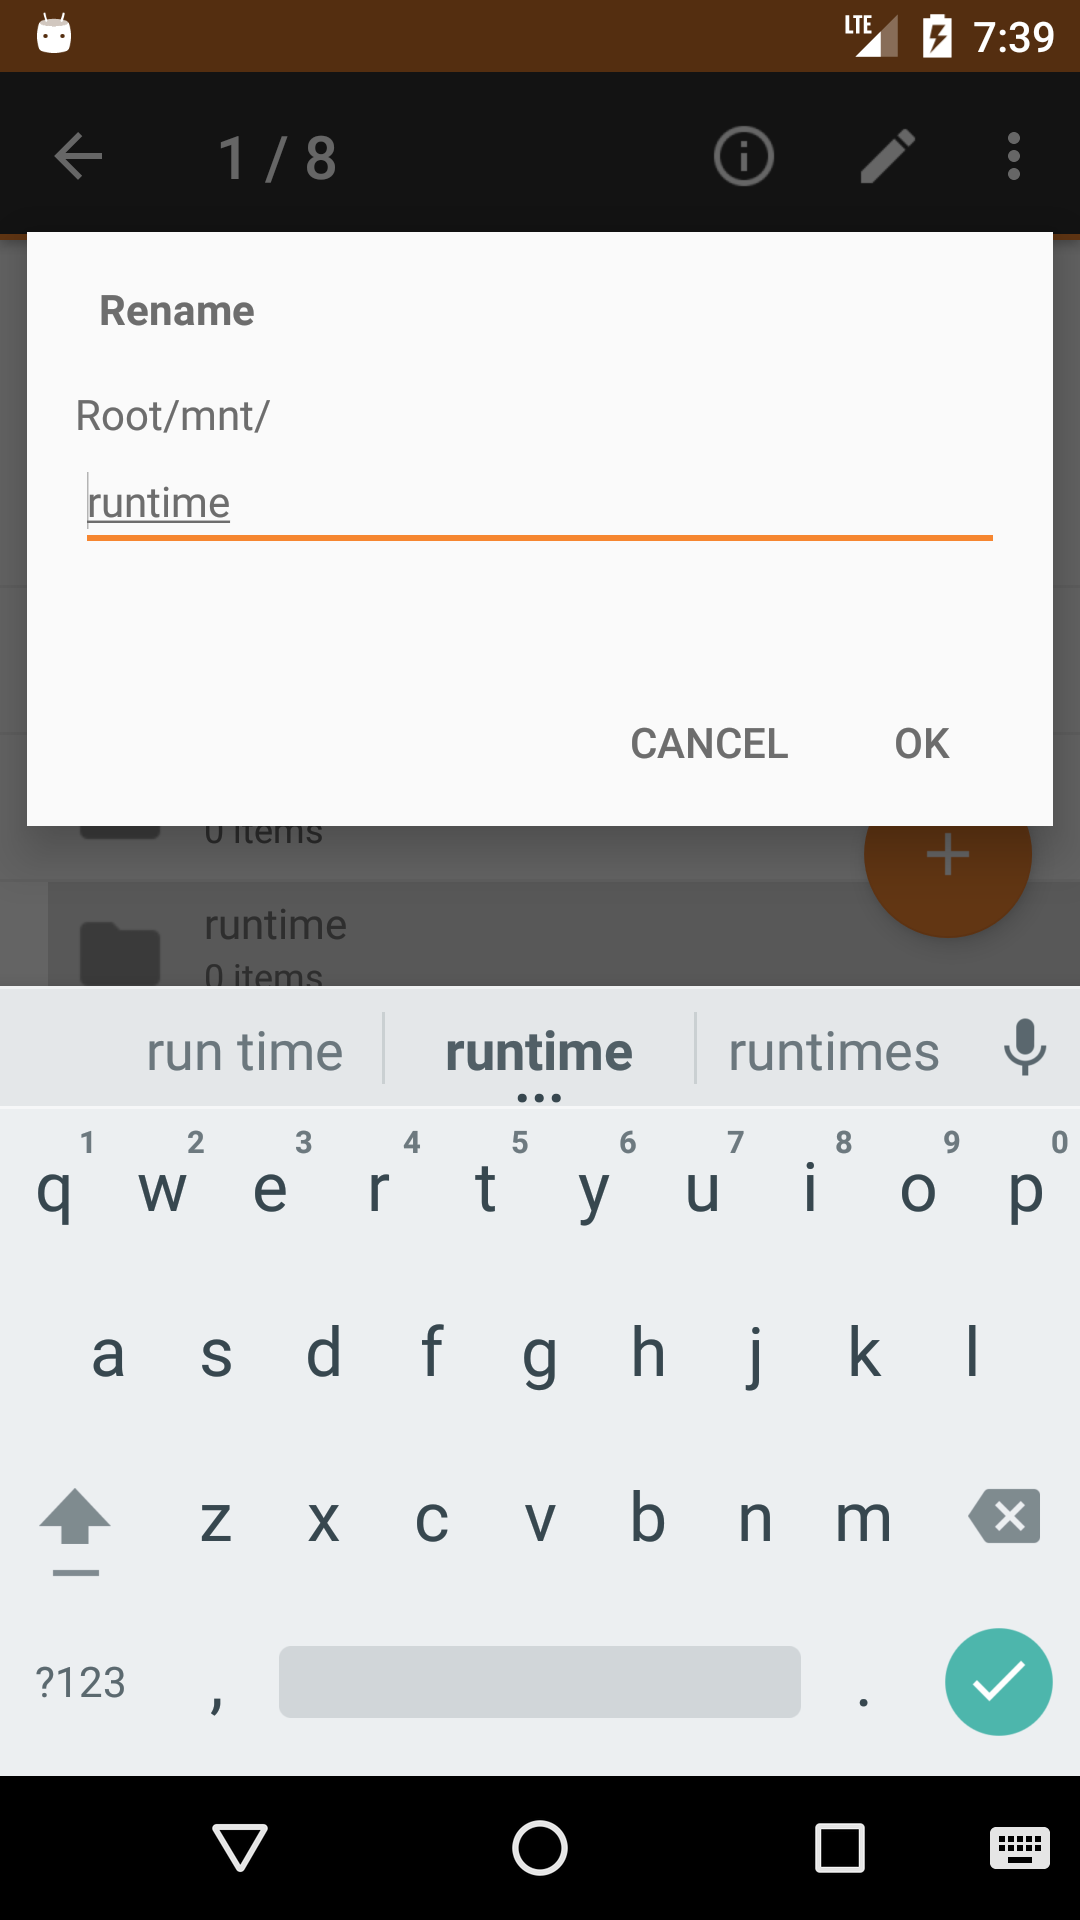 LTE 7:39
1 / 8
Rename
Root/mnt/
runtime
CANCEL OK
0 items
runtime
0 items
run time runtime runtimes
1 2 3 4 5 6 7 8 9 0
q w e r t y u i o p
a s d f g h j k l
z x c v b n m
?123 , .